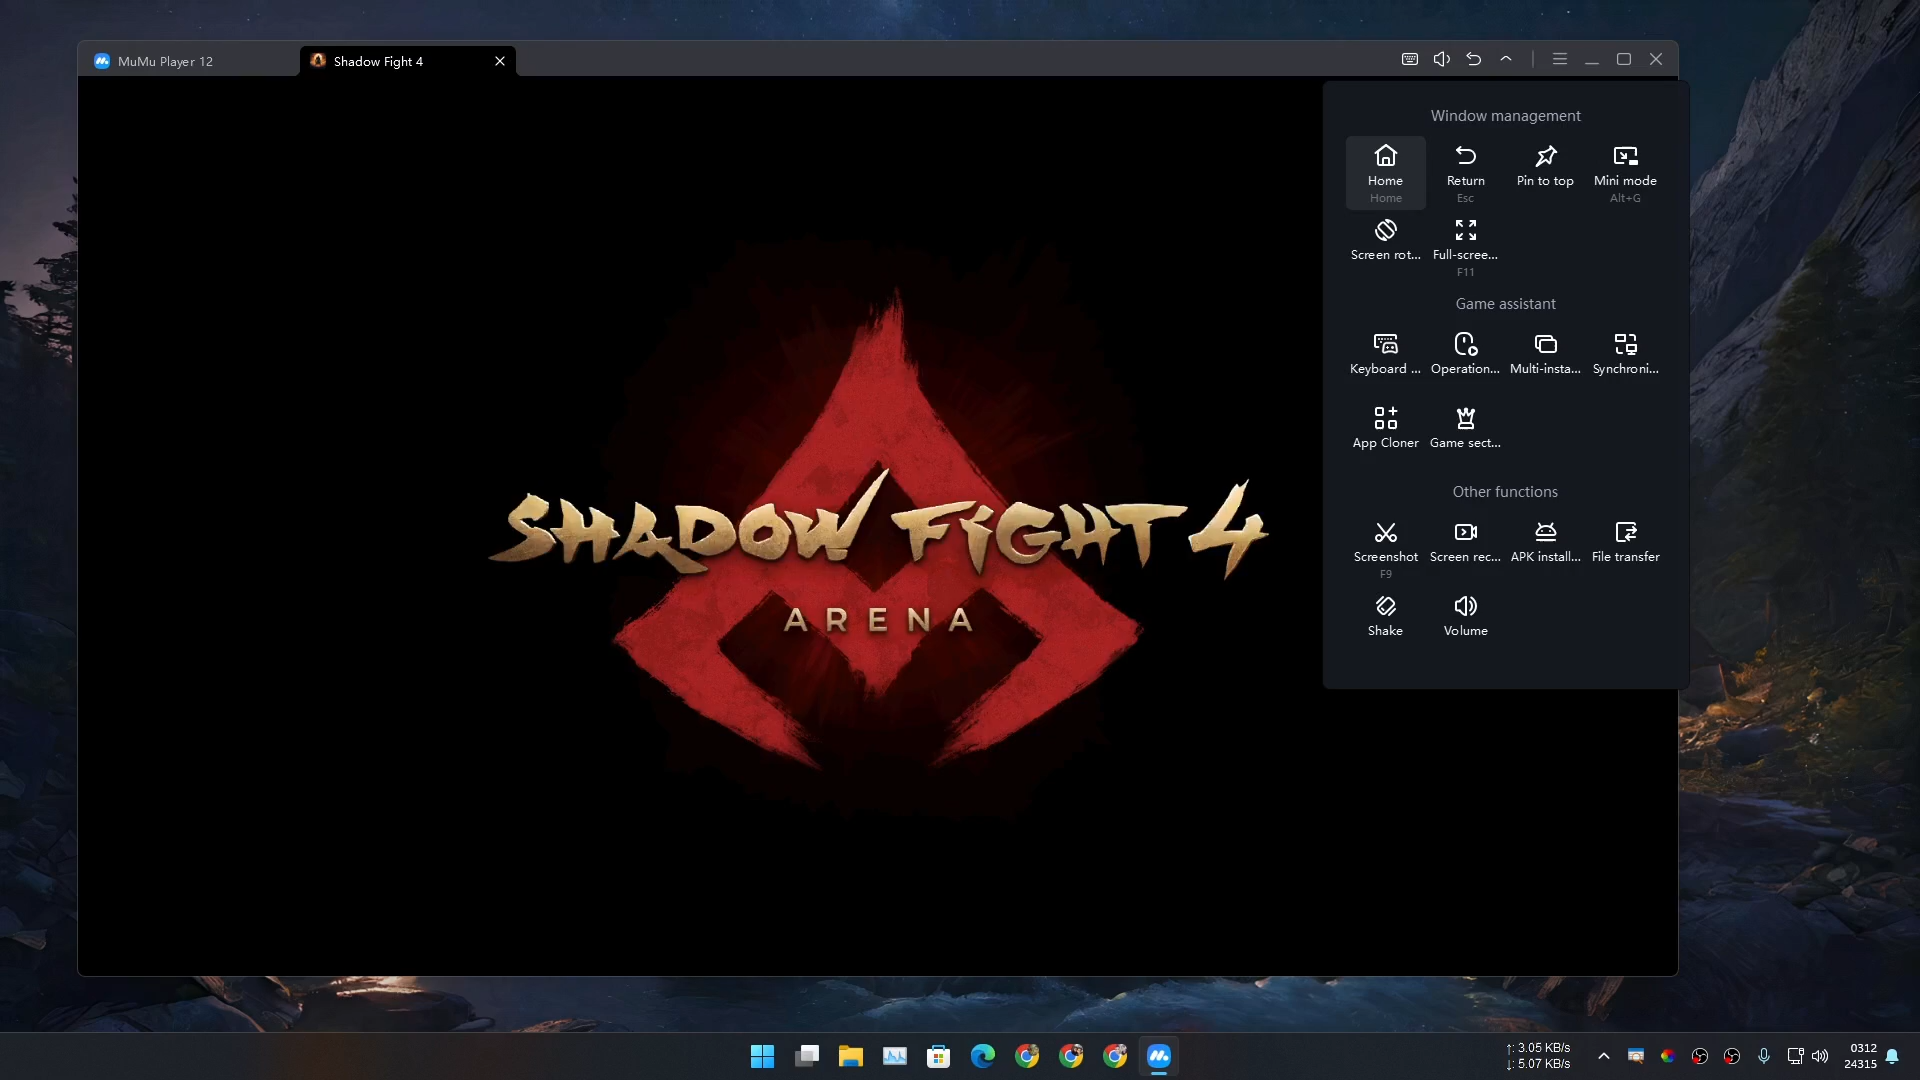 MuMu Player 12
Shadow Fight 4
Window management
Home
Return
Pin to top
Mini mode
Home
Esc
Alt+G
Screen rot...
Full-scree...
F11
Game assistant
Keyboard ...
Operation...
Multi-insta...
Synchroni...
App Cloner
Game sect...
Other functions
Screenshot
Screen rec...
APK install...
File transfer
F9
Shake
Volume
SHADOW FIGHT 4
ARENA
↑: 3.05 KB/s
↓: 5.07 KB/s
0312
24315